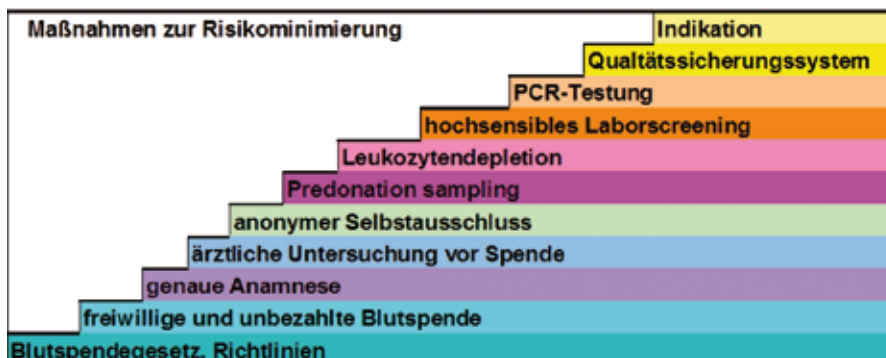 Maßnahmen zur Risikominimierung
Indikation
Qualtätssicherungssystem
PCR-Testung
hochsensibles Laborscreening
Leukozytendepletion
Predonation sampling
anonymer Selbstausschluss
ärztliche Untersuchung vor Spende
genaue Anamnese
freiwillige und unbezahlte Blutspende
Blutspendegesetz, Richtlinien